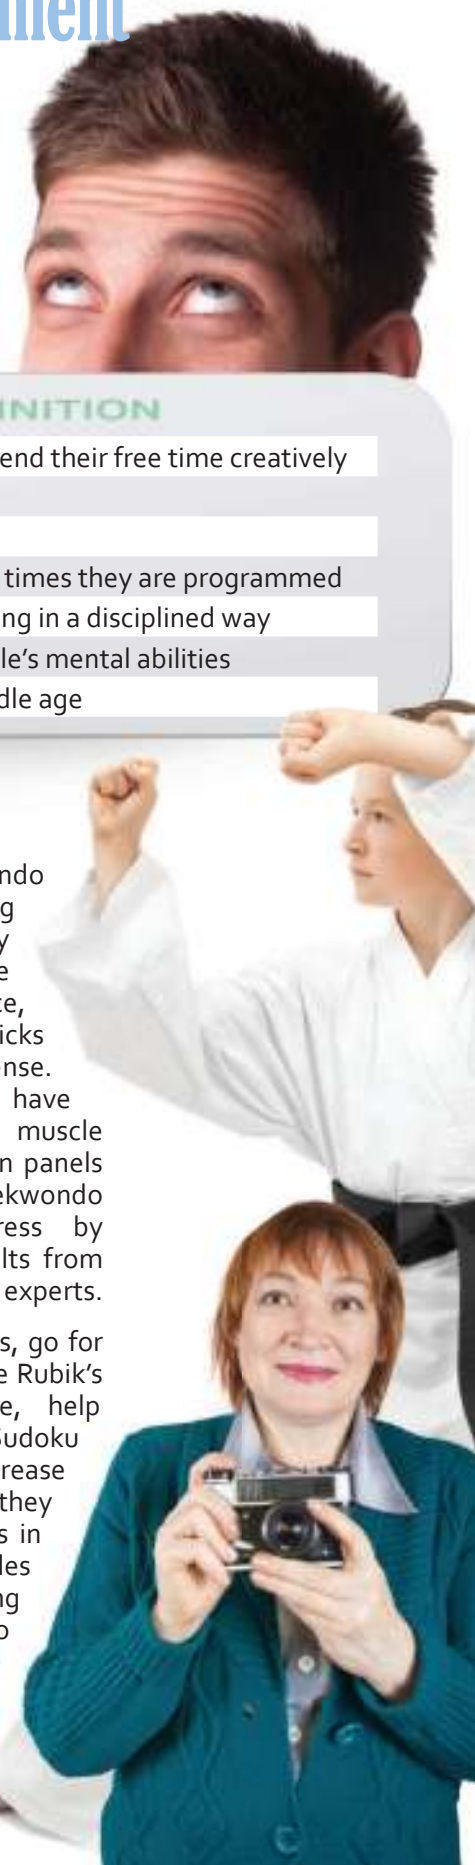 ment
INITION
end their free time creatively
times they are programmed
ng in a disciplined way
le's mental abilities
dle age
ndo
g
y
e
ce,
icks
nse.
have
muscle
n panels
ekwondo
ress by
lts from
experts.
s, go for
e Rubik's
e, help
Sudoku
rease
they
s in
les
ng
o